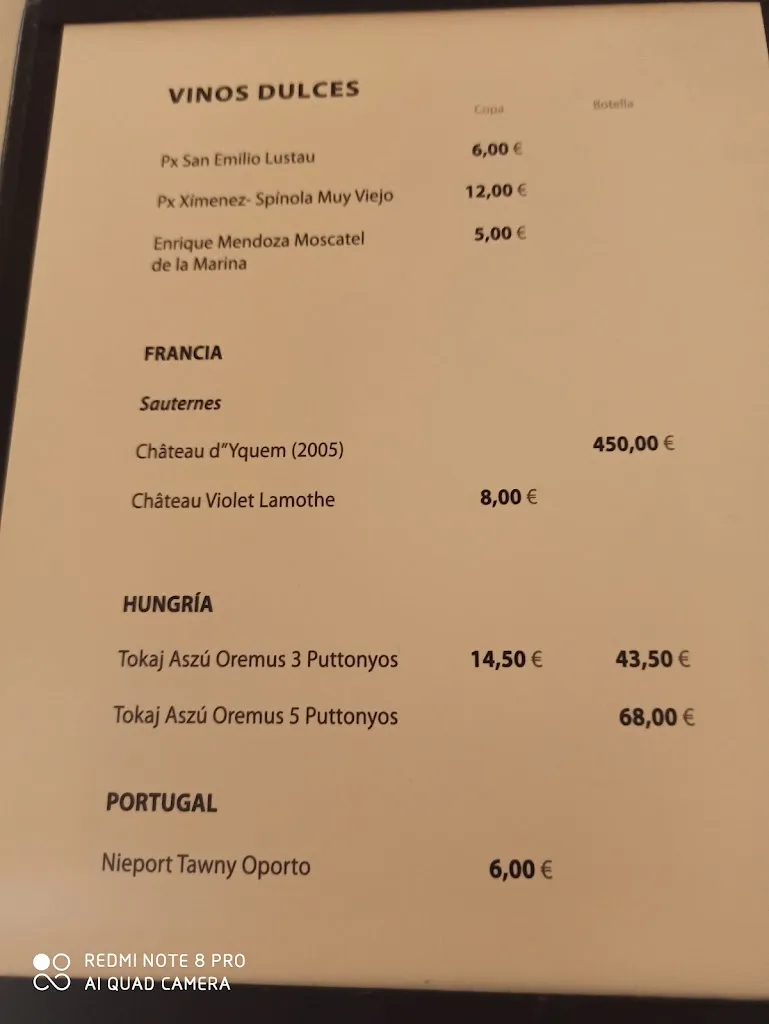 VINOS DULCES
Copa Botella
Px San Emilio Lustau 6,00 €
Px Ximenez- Spínola Muy Viejo 12,00 €
Enrique Mendoza Moscatel 5,00 €
de la Marina
FRANCIA
Sauternes
Château d"Yquem (2005) 450,00 €
Château Violet Lamothe 8,00 €
HUNGRÍA
Tokaj Aszú Oremus 3 Puttonyos 14,50 € 43,50 €
Tokaj Aszú Oremus 5 Puttonyos 68,00 €
PORTUGAL
Nieport Tawny Oporto 6,00 €
REDMI NOTE 8 PRO
AI QUAD CAMERA